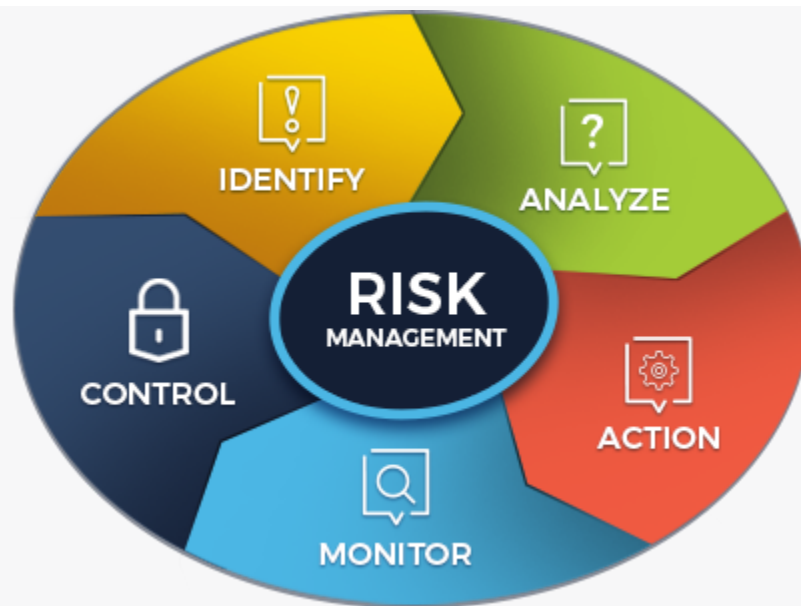 IDENTIFY
ANALYZE
RISK
MANAGEMENT
CONTROL
ACTION
MONITOR